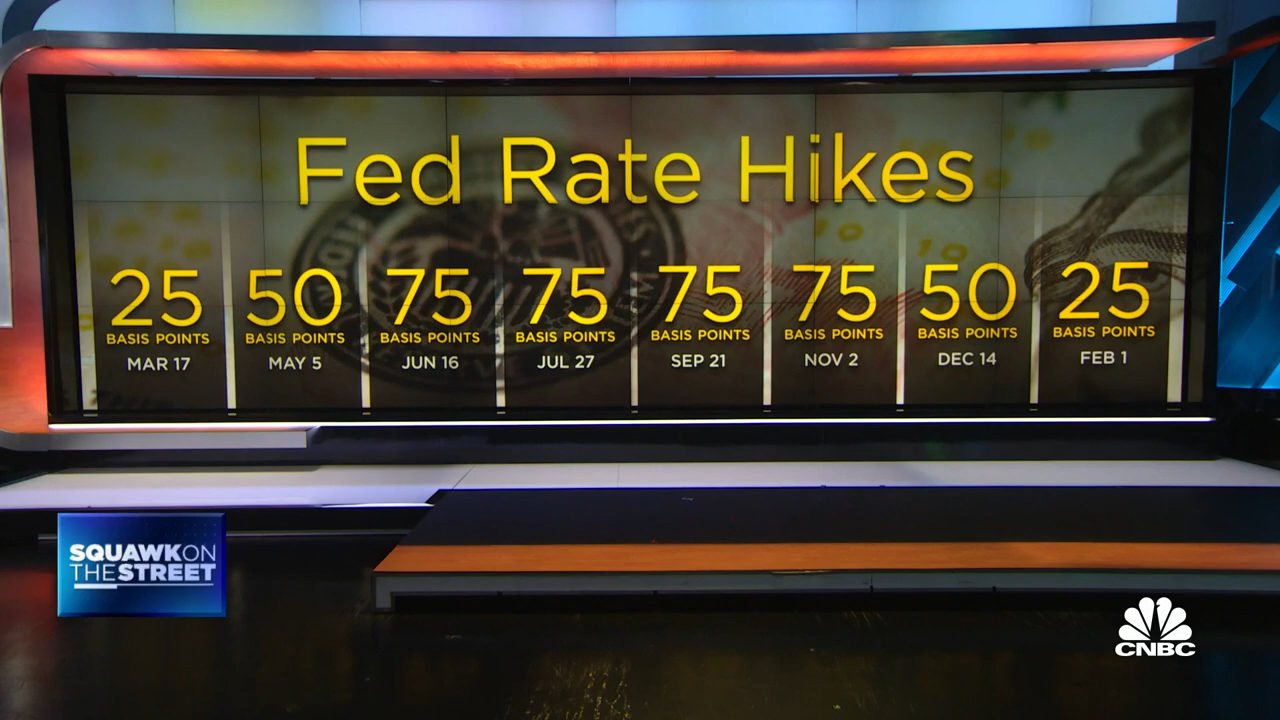 Fed Rate Hikes
25
BASIS POINTS
MAR 17
50
BASIS POINTS
MAY 5
75
BASIS POINTS
JUN 16
75
BASIS POINTS
JUL 27
75
BASIS POINTS
SEP 21
75
BASIS POINTS
NOV 2
50
BASIS POINTS
DEC 14
25
BASIS POINTS
FEB 1
SQUAWK ON
THE STREET
CNBC